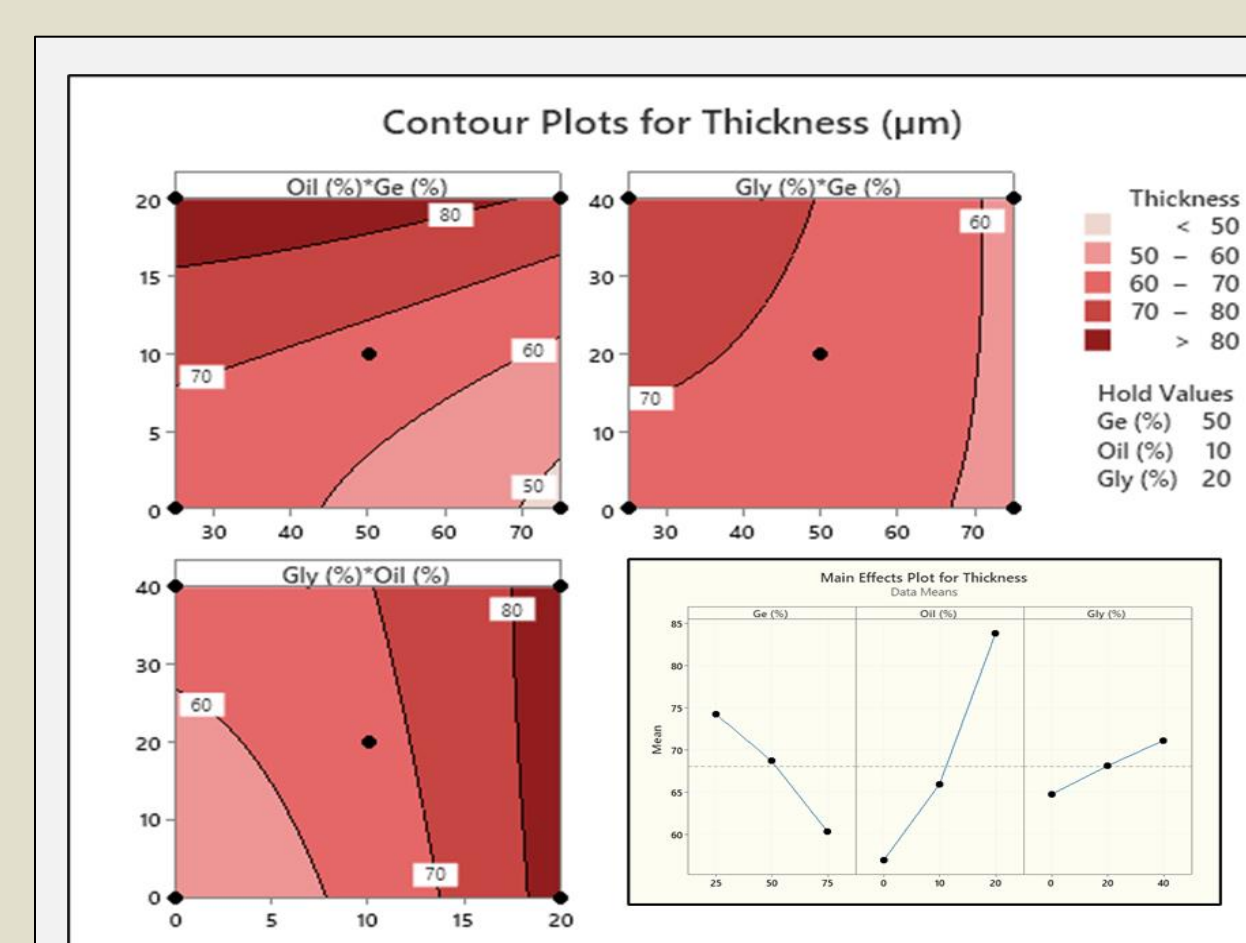 Contour Plots for Thickness (µm)
Oil (%)*Ge (%)
20
15
10
5
0
80
70
60
50
30 40 50 60 70
Gly (%)*Ge (%)
40
30
20
10
0
60
70
30 40 50 60 70
Thickness
< 50
50 – 60
60 – 70
70 – 80
> 80
Hold Values
Ge (%) 50
Oil (%) 10
Gly (%) 20
Gly (%)*Oil (%)
40
30
20
10
0
80
60
70
0 5 10 15 20
Main Effects Plot for Thickness
Data Means
Ge (%) Oil (%) Gly (%)
Mean
85
80
75
70
65
60
25 50 75 0 10 20 0 20 40